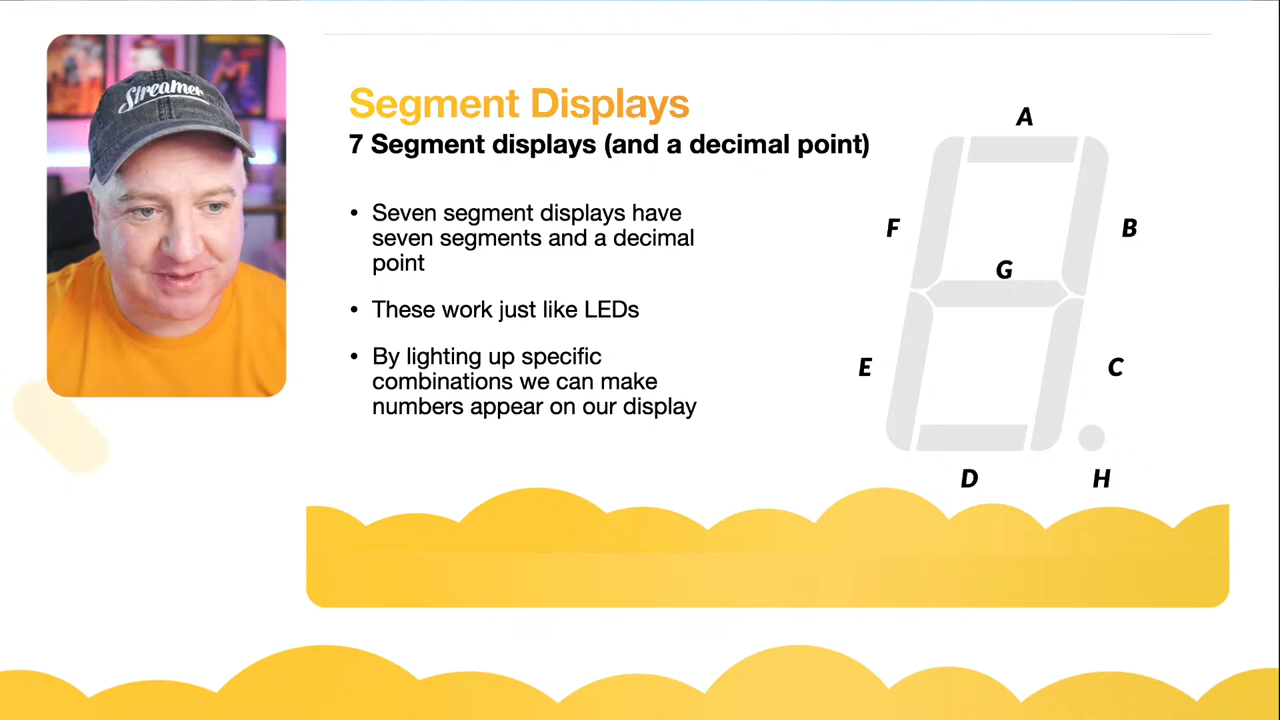 Streamer
Segment Displays
7 Segment displays (and a decimal point)
• Seven segment displays have
seven segments and a decimal
point
• These work just like LEDs
• By lighting up specific
combinations we can make
numbers appear on our display
A
F
B
G
E
C
D
H